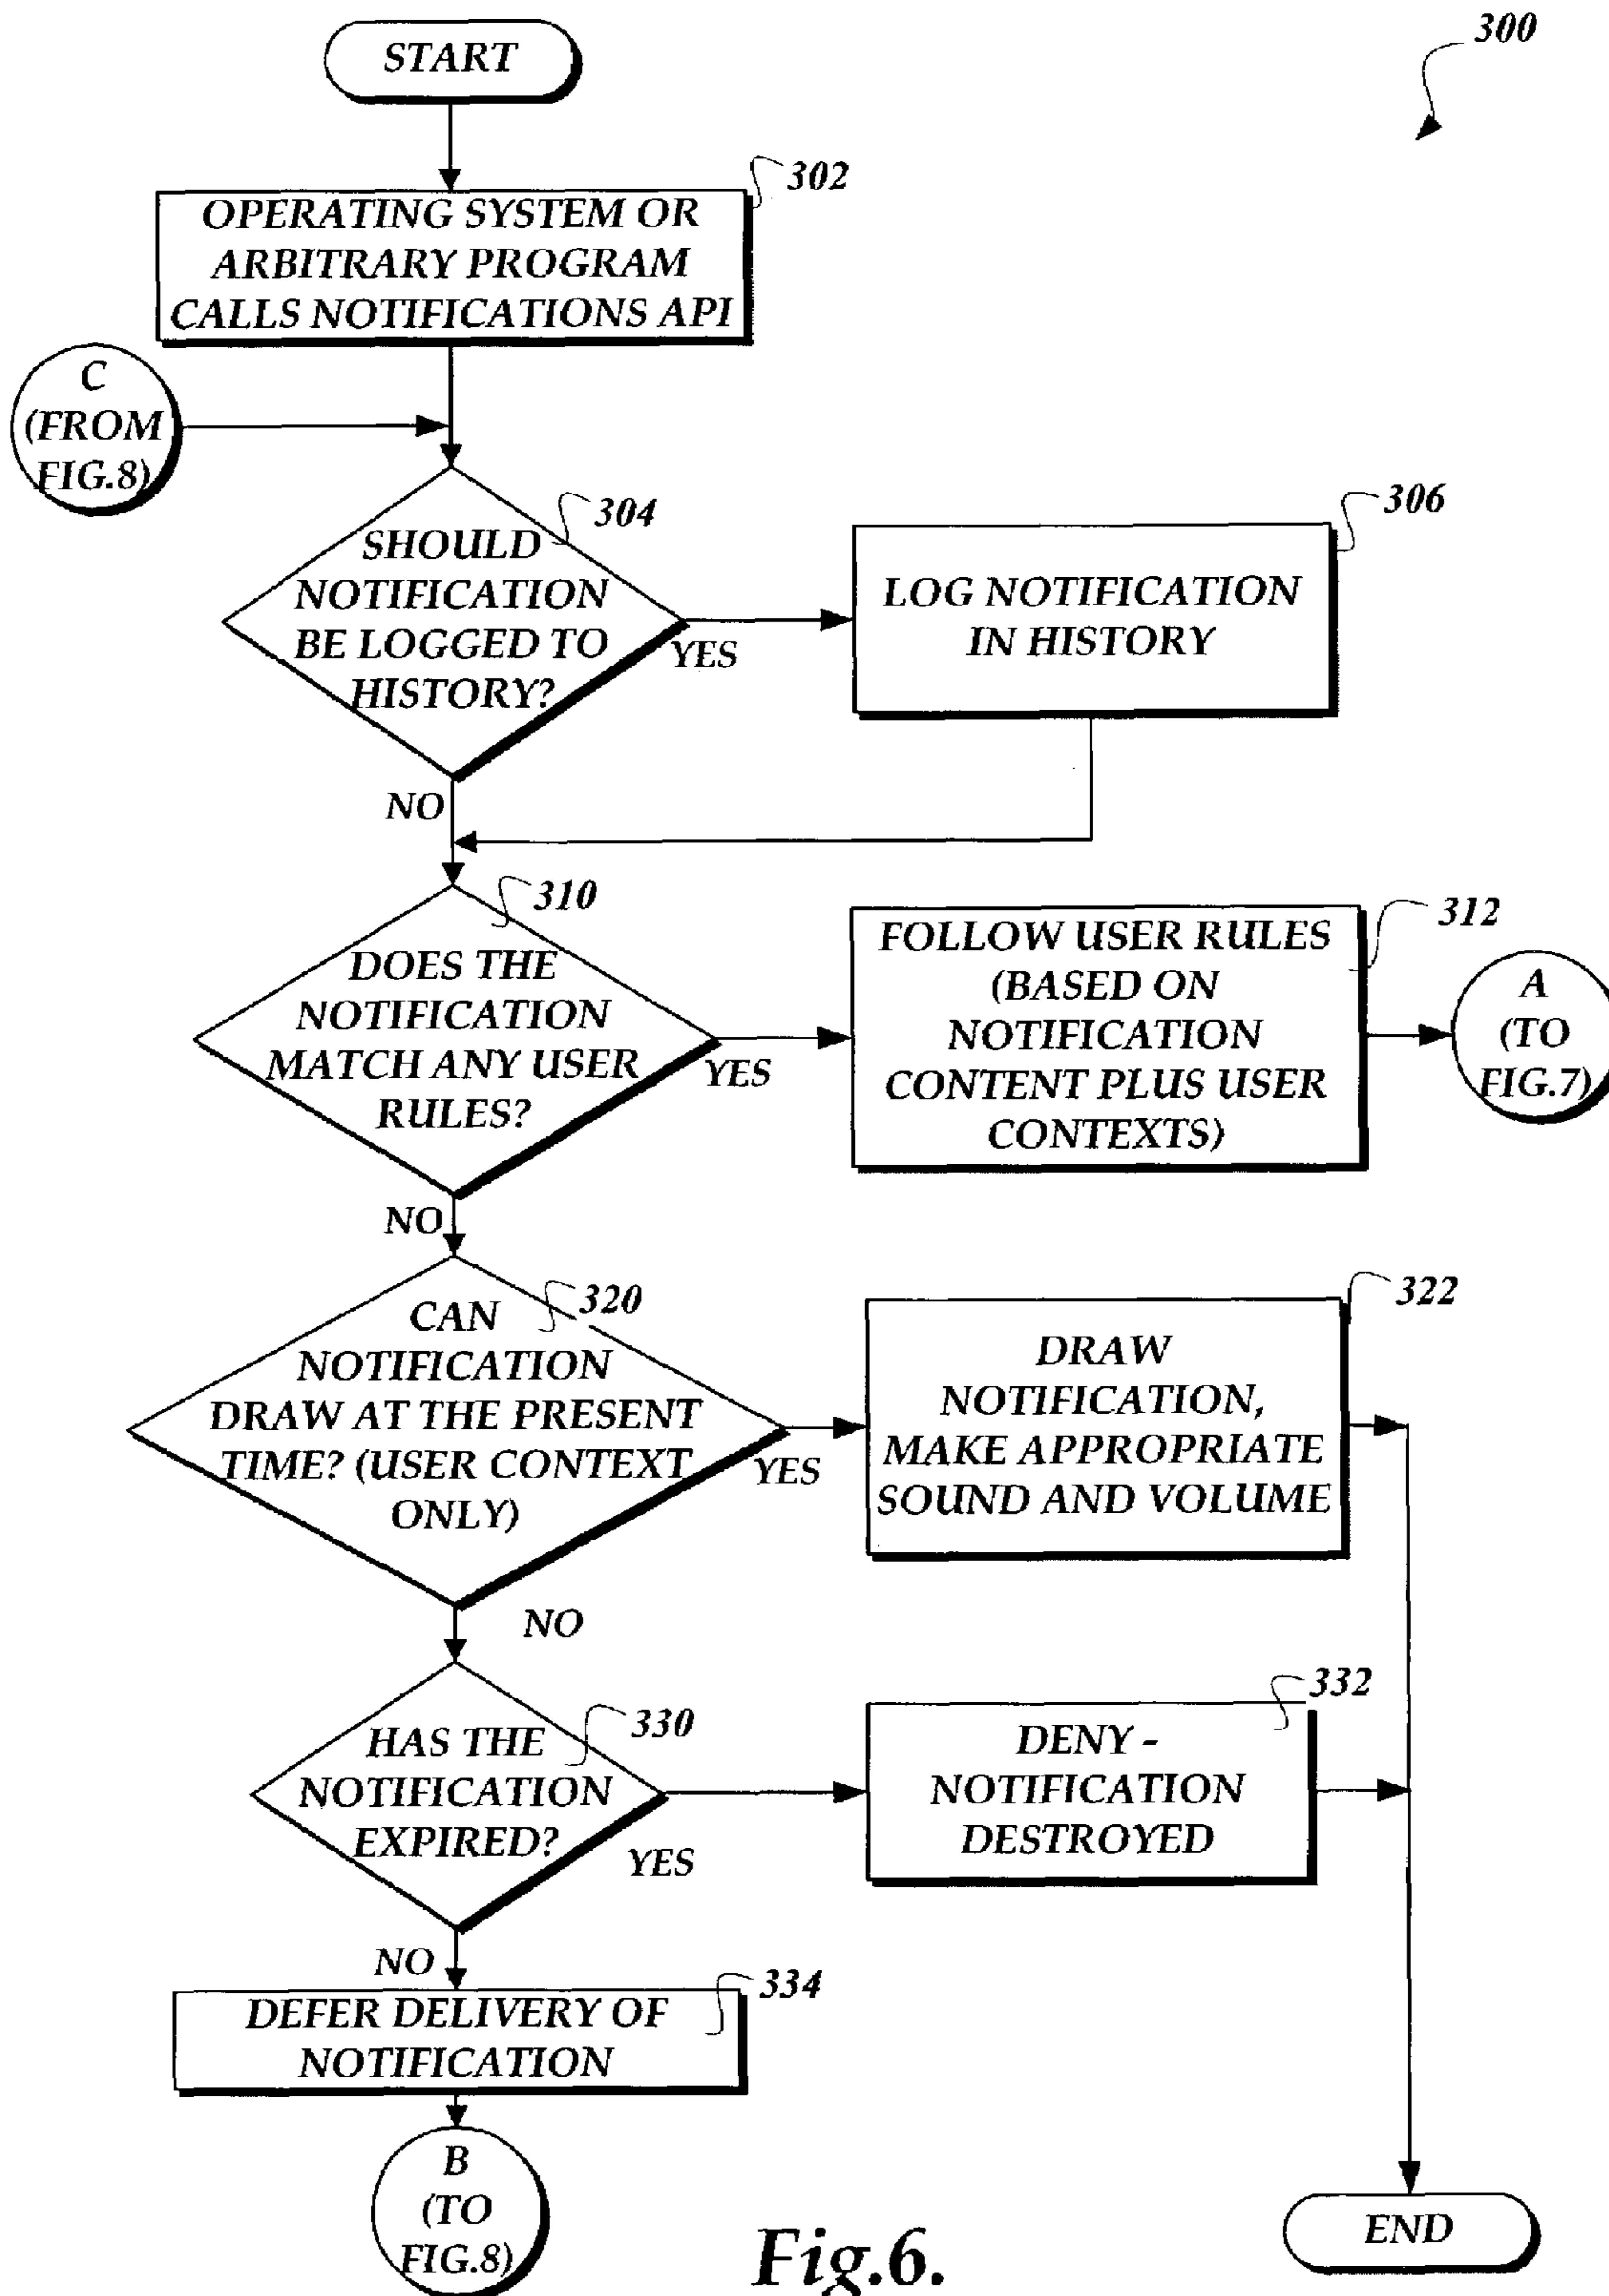 300
START
302
OPERATING SYSTEM OR
ARBITRARY PROGRAM
CALLS NOTIFICATIONS API
C
(FROM
FIG.8)
304
SHOULD
NOTIFICATION
BE LOGGED TO
HISTORY?
YES
NO
306
LOG NOTIFICATION
IN HISTORY
310
DOES THE
NOTIFICATION
MATCH ANY USER
RULES?
YES
NO
312
FOLLOW USER RULES
(BASED ON
NOTIFICATION
CONTENT PLUS USER
CONTEXTS)
A
(TO
FIG.7)
320
CAN
NOTIFICATION
DRAW AT THE PRESENT
TIME? (USER CONTEXT
ONLY)
YES
NO
322
DRAW
NOTIFICATION,
MAKE APPROPRIATE
SOUND AND VOLUME
330
HAS THE
NOTIFICATION
EXPIRED?
YES
NO
332
DENY -
NOTIFICATION
DESTROYED
334
DEFER DELIVERY OF
NOTIFICATION
B
(TO
FIG.8)
END
Fig.6.